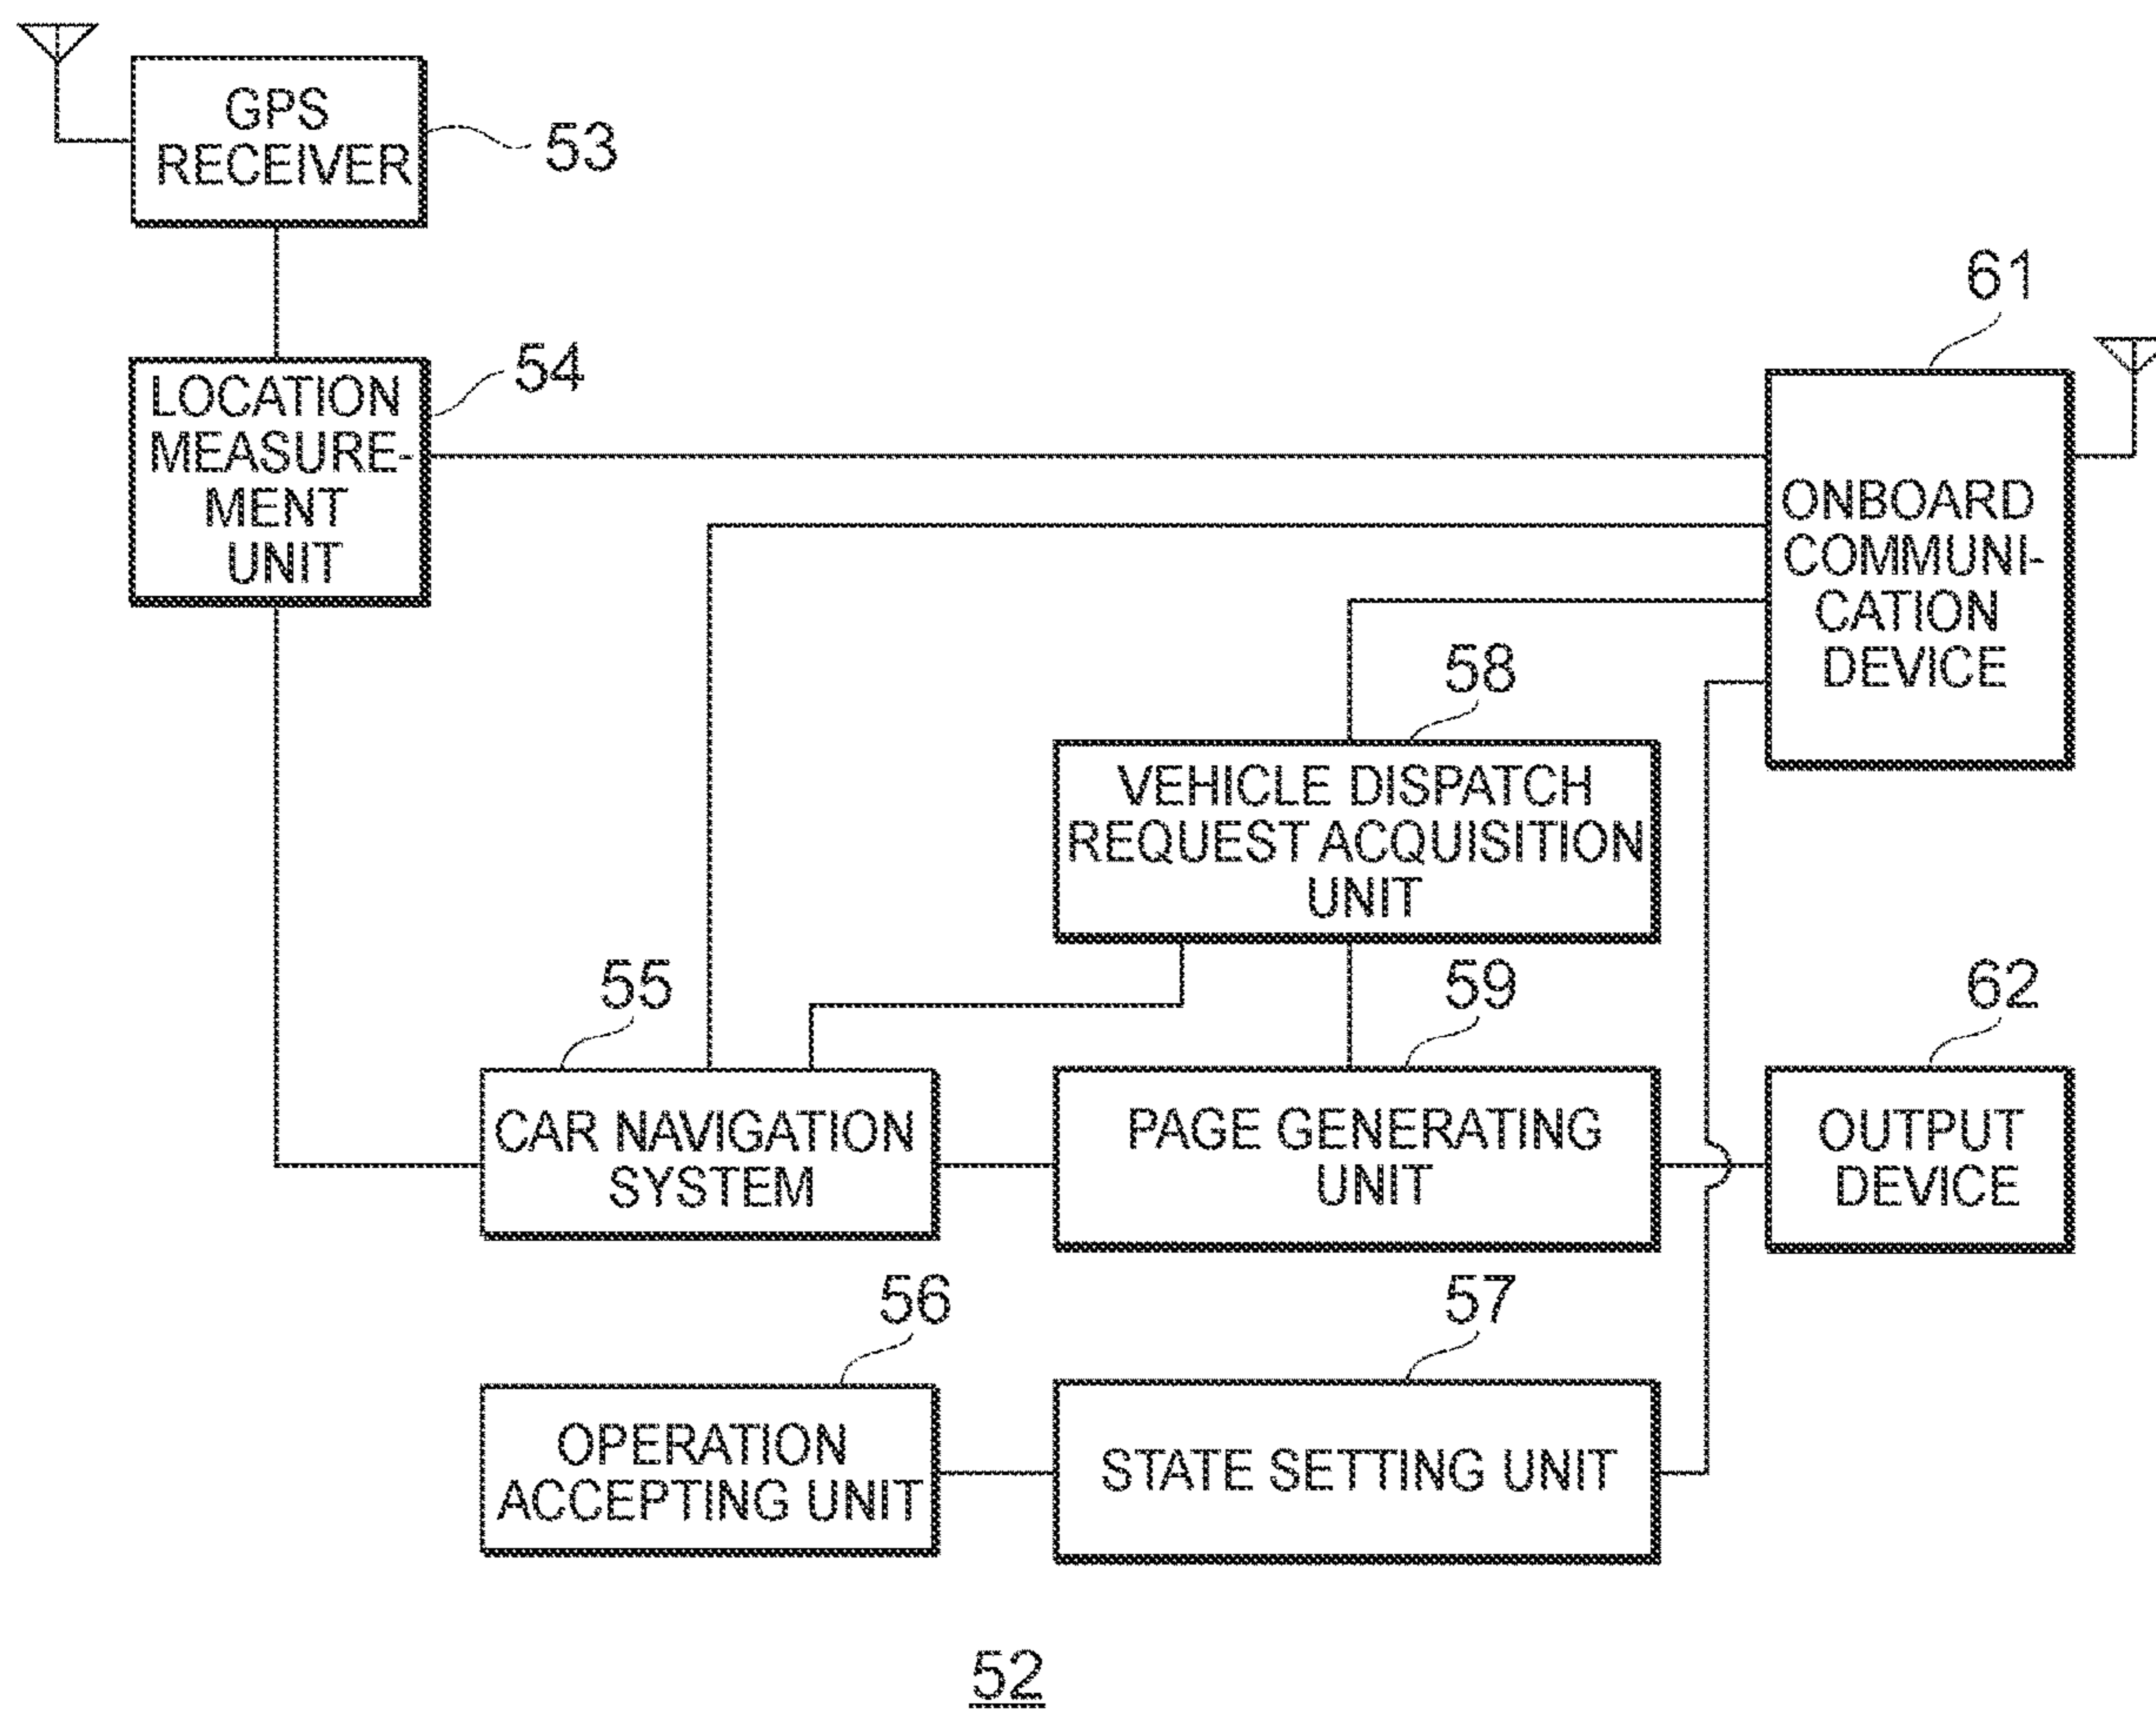 GPS
RECEIVER
53
LOCATION
MEASURE-
MENT
UNIT
54
61
ONBOARD
COMMUNI-
CATION
DEVICE
58
VEHICLE DISPATCH
REQUEST ACQUISITION
UNIT
55
CAR NAVIGATION
SYSTEM
59
PAGE GENERATING
UNIT
62
OUTPUT
DEVICE
56
OPERATION
ACCEPTING UNIT
57
STATE SETTING UNIT
52